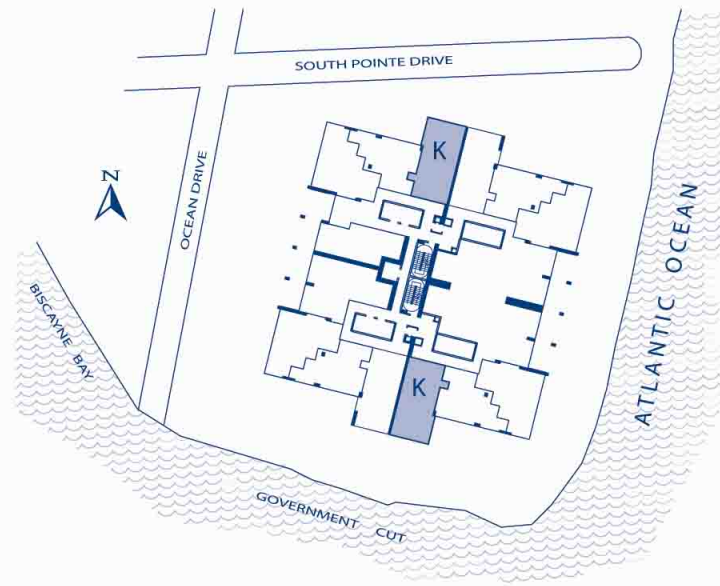 SOUTH POINTE DRIVE
K
N
OCEAN DRIVE
ATLANTIC OCEAN
BISCAYNE BAY
K
GOVERNMENT CUT